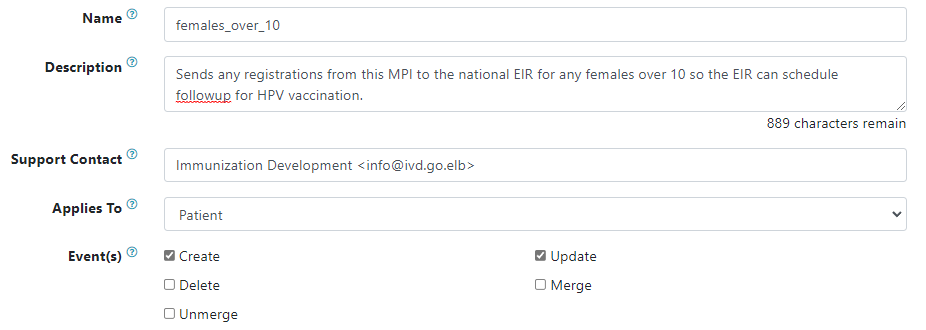 Name
females_over_10
Description
Sends any registrations from this MPI to the national EIR for any females over 10 so the EIR can schedule
followup for HPV vaccination.
889 characters remain
Support Contact
Immunization Development <info@ivd.go.elb>
Applies To
Patient
Event(s)
Create
Update
Delete
Merge
Unmerge